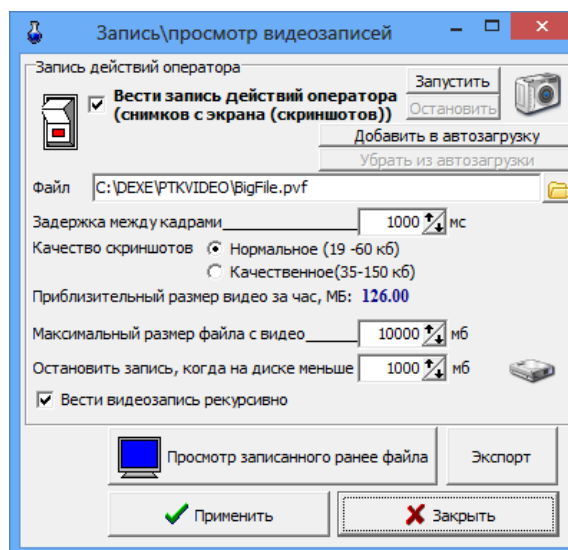 Запись\просмотр видеозаписей
Запись действий оператора
Вести запись действий оператора
(снимков с экрана (скриншотов))
Запустить
Остановить
Добавить в автозагрузку
Убрать из автозагрузки
Файл C:\DEXE\PTKVIDEO\BigFile.pvf
Задержка между кадрами 1000 мс
Качество скриншотов Нормальное (19 -60 кб)
Качественное(35-150 кб)
Приблизительный размер видео за час, МБ: 126.00
Максимальный размер файла с видео 10000 мб
Остановить запись, когда на диске меньше 1000 мб
Вести видеозапись рекурсивно
Просмотр записанного ранее файла Экспорт
Применить Закрыть